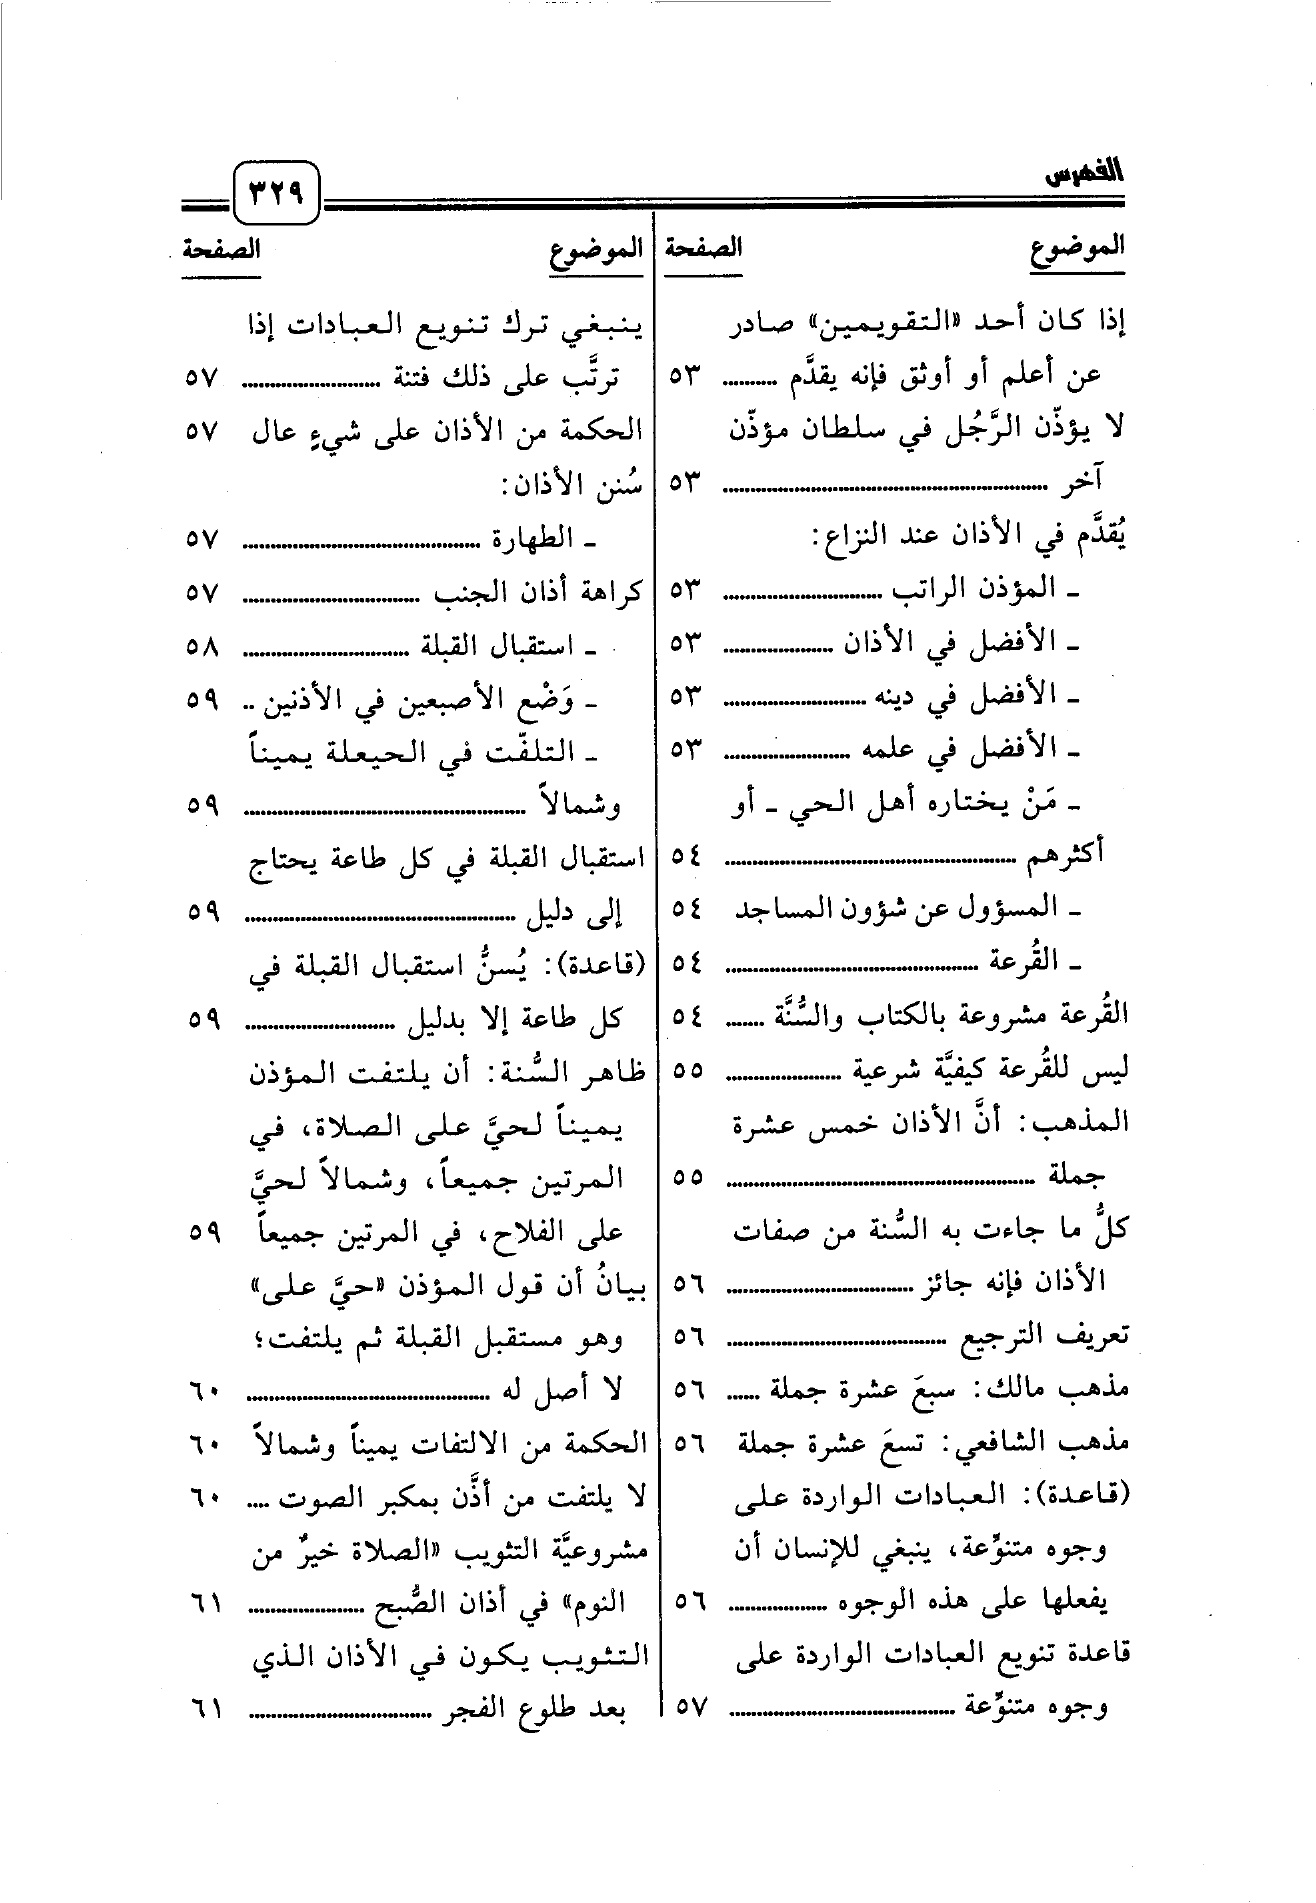 الفهرس
٣٢٩
الموضوع الصفحة
إذا كان أحد «التقويمين» صادر
عن أعلم أو أوثق فإنه يقدَّم .......... ٥٣
لا يؤذّن الرَّجُل في سلطان مؤذّن
آخر .......... ٥٣
يُقدَّم في الأذان عند النزاع:
ـ المؤذن الراتب .......... ٥٣
ـ الأفضل في الأذان .......... ٥٣
ـ الأفضل في دينه .......... ٥٣
ـ الأفضل في علمه .......... ٥٣
ـ مَنْ يختاره أهل الحي ـ أو
أكثرهم .......... ٥٤
ـ المسؤول عن شؤون المساجد ٥٤
ـ القُرعة .......... ٥٤
القُرعة مشروعة بالكتاب والسُّنَّة ....... ٥٤
ليس للقُرعة كيفيَّة شرعية .......... ٥٥
المذهب: أنَّ الأذان خمس عشرة
جملة .......... ٥٥
كلُّ ما جاءت به السُّنة من صفات
الأذان فإنه جائز .......... ٥٦
تعريف الترجيع .......... ٥٦
مذهب مالك: سبعَ عشرة جملة ...... ٥٦
مذهب الشافعي: تسعَ عشرة جملة ٥٦
(قاعدة): العبادات الواردة على
وجوه متنوِّعة، ينبغي للإنسان أن
يفعلها على هذه الوجوه .......... ٥٦
قاعدة تنويع العبادات الواردة على
وجوه متنوِّعة .......... ٥٧
الموضوع الصفحة
ينبغي ترك تنويع العبادات إذا
ترتَّب على ذلك فتنة .......... ٥٧
الحكمة من الأذان على شيءٍ عال ٥٧
سُنن الأذان:
ـ الطهارة .......... ٥٧
كراهة أذان الجنب .......... ٥٧
ـ استقبال القبلة .......... ٥٨
ـ وَضْع الأصبعين في الأذنين .. ٥٩
ـ التلفّت في الحيعلة يميناً
وشمالاً .......... ٥٩
استقبال القبلة في كل طاعة يحتاج
إلى دليل .......... ٥٩
(قاعدة): يُسنُّ استقبال القبلة في
كل طاعة إلا بدليل .......... ٥٩
ظاهر السُّنة: أن يلتفت المؤذن
يميناً لحيَّ على الصلاة، في
المرتين جميعاً، وشمالاً لحيَّ
على الفلاح، في المرتين جميعاً ٥٩
بيانُ أن قول المؤذن «حيَّ على»
وهو مستقبل القبلة ثم يلتفت؛
لا أصل له .......... ٦٠
الحكمة من الالتفات يميناً وشمالاً ٦٠
لا يلتفت من أذَّن بمكبر الصوت .... ٦٠
مشروعيَّة التثويب «الصلاة خيرٌ من
النوم» في أذان الصُّبح .......... ٦١
التثويب يكون في الأذان الذي
بعد طلوع الفجر .......... ٦١